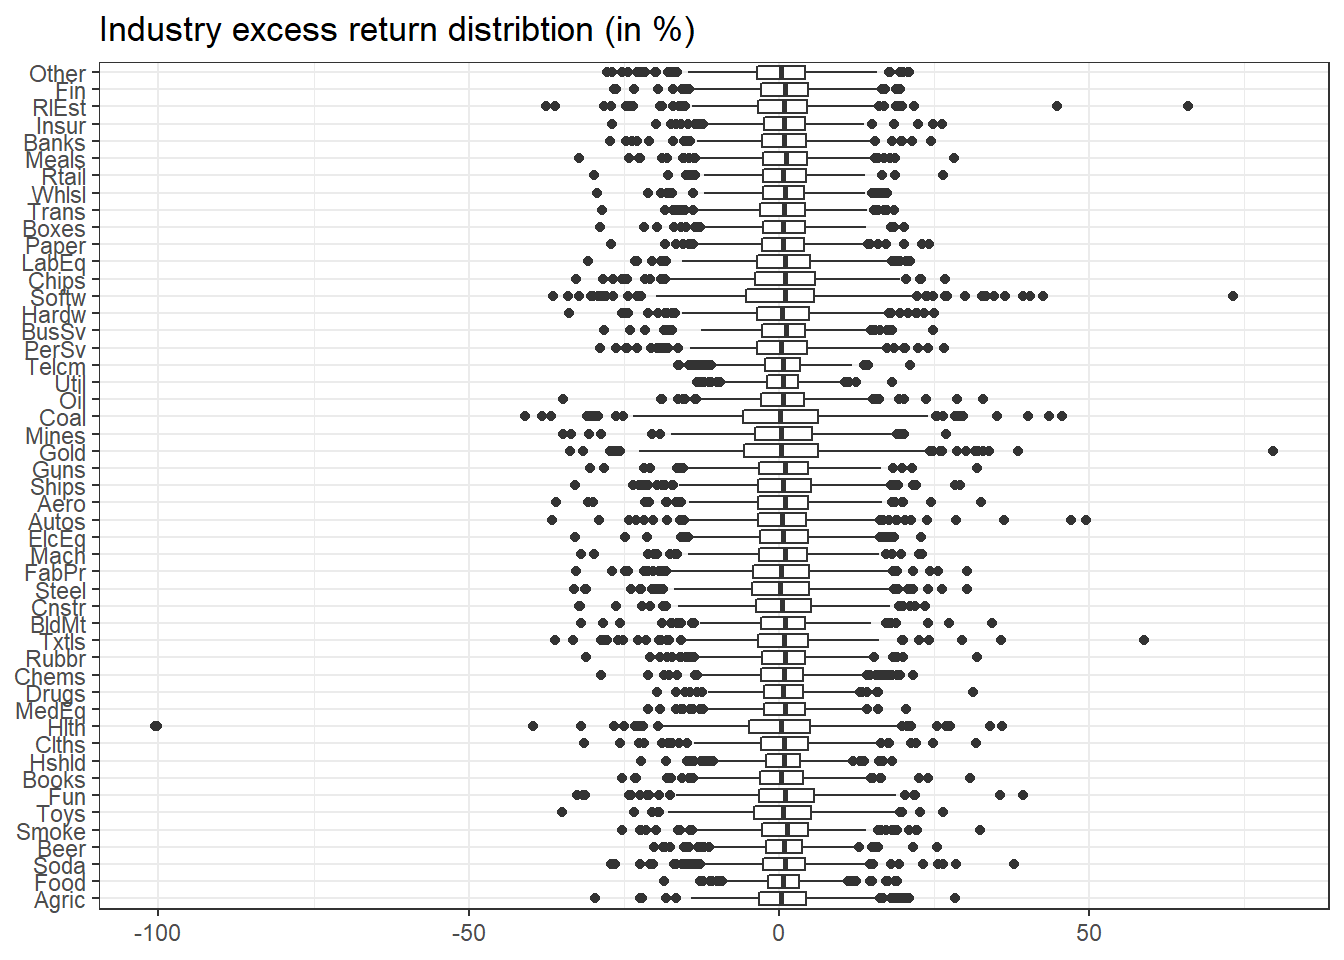 Industry excess return distribtion (in %)
Other
Fin
RlEst
Insur
Banks
Meals
Rtail
Whlsl
Trans
Boxes
Paper
LabEq
Chips
Softw
Hardw
BusSv
PerSv
Telcm
Util
Oil
Coal
Mines
Gold
Guns
Ships
Aero
Autos
ElcEq
Mach
FabPr
Steel
Cnstr
BldMt
Txtls
Rubbr
Chems
Drugs
MedEq
Hlth
Clths
Hshld
Books
Fun
Toys
Smoke
Beer
Soda
Food
Agric
-100 -50 0 50